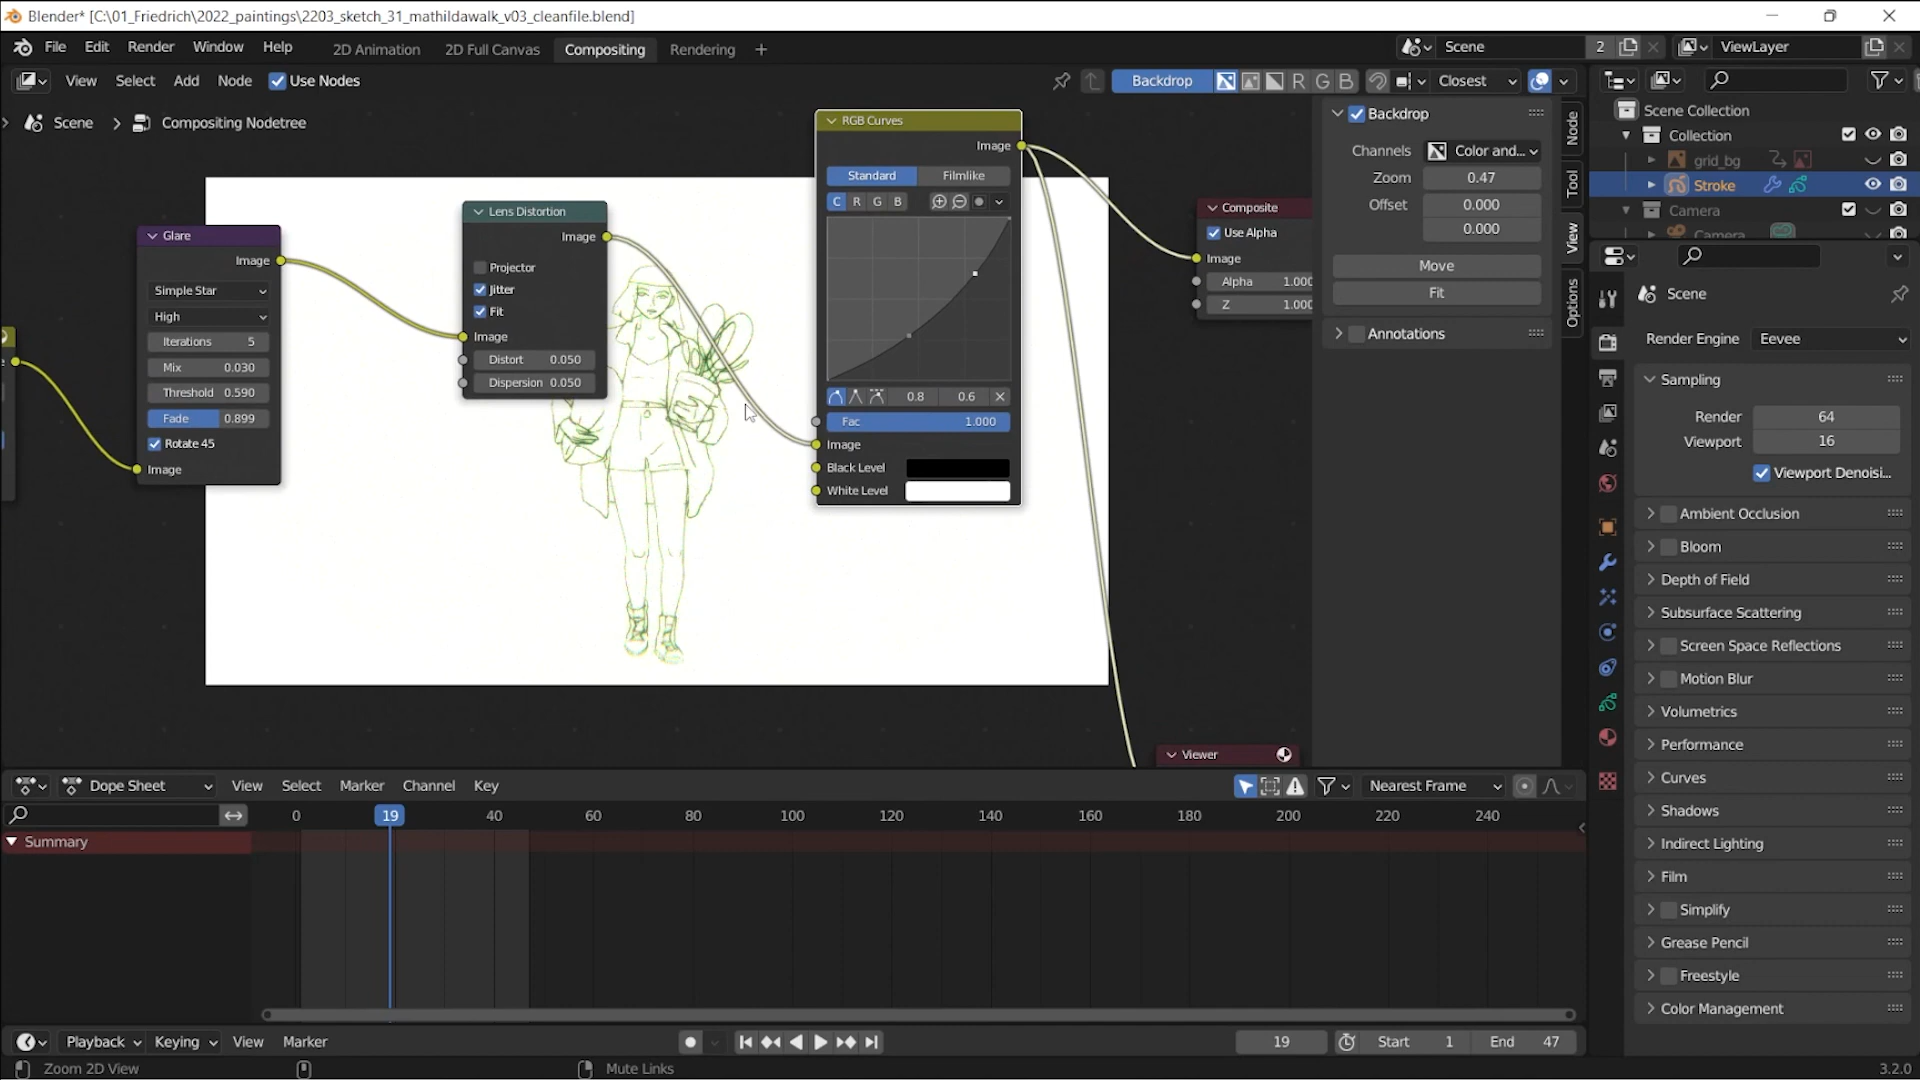 Blender* [C:\01_Friedrich\2022_paintings\2203_sketch_31_mathildawalk_v03_cleanfile.blend]
File Edit Render Window Help 2D Animation 2D Full Canvas Compositing Rendering + Scene 2 ViewLayer
View Select Add Node Use Nodes Backdrop R G B Closest
Scene > Compositing Nodetree
Glare
Image
Simple Star
High
Iterations 5
Mix 0.030
Threshold 0.590
Fade 0.899
Rotate 45
Image
Lens Distortion
Image
Projector
Jitter
Fit
Image
Distort 0.050
Dispersion 0.050
RGB Curves
Image
Standard Filmlike
C R G B
0.8 0.6
Fac 1.000
Image
Black Level
White Level
Composite
Use Alpha
Image
Alpha 1.000
Z 1.000
Viewer
Backdrop
Channels Color and...
Zoom 0.47
Offset 0.000
0.000
Move
Fit
Annotations
Node
Tool
View
Options
Scene Collection
Collection
grid_bg
Stroke
Camera
Camera
Scene
Render Engine Eevee
Sampling
Render 64
Viewport 16
Viewport Denoisi...
Ambient Occlusion
Bloom
Depth of Field
Subsurface Scattering
Screen Space Reflections
Motion Blur
Volumetrics
Performance
Curves
Shadows
Indirect Lighting
Film
Simplify
Grease Pencil
Freestyle
Color Management
Dope Sheet View Select Marker Channel Key Nearest Frame
0 19 40 60 80 100 120 140 160 180 200 220 240
Summary
Playback Keying View Marker 19 Start 1 End 47
Zoom 2D View Mute Links 3.2.0